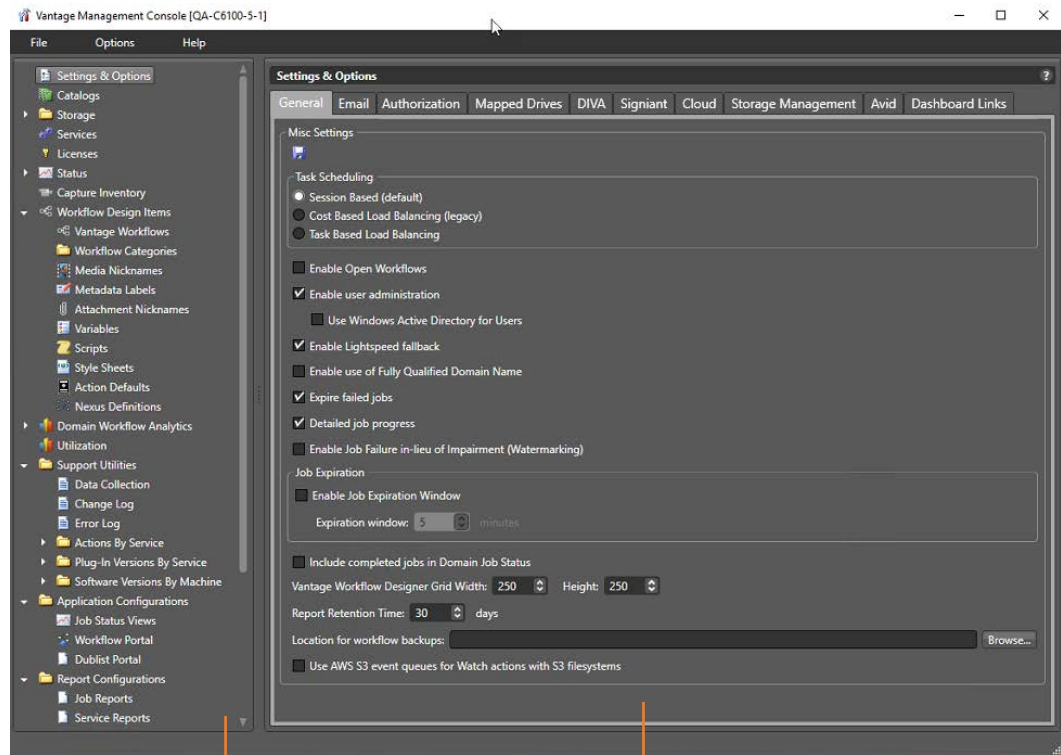 Vantage Management Console [QA-C6100-5-1]
File Options Help
Settings & Options
Catalogs
Storage
Services
Licenses
Status
Capture Inventory
Workflow Design Items
Vantage Workflows
Workflow Categories
Media Nicknames
Metadata Labels
Attachment Nicknames
Variables
Scripts
Style Sheets
Action Defaults
Nexus Definitions
Domain Workflow Analytics
Utilization
Support Utilities
Data Collection
Change Log
Error Log
Actions By Service
Plug-In Versions By Service
Software Versions By Machine
Application Configurations
Job Status Views
Workflow Portal
Dublist Portal
Report Configurations
Job Reports
Service Reports
Settings & Options ?
General Email Authorization Mapped Drives DIVA Signiant Cloud Storage Management Avid Dashboard Links
Misc Settings
Task Scheduling
Session Based (default)
Cost Based Load Balancing (legacy)
Task Based Load Balancing
Enable Open Workflows
Enable user administration
Use Windows Active Directory for Users
Enable Lightspeed fallback
Enable use of Fully Qualified Domain Name
Expire failed jobs
Detailed job progress
Enable Job Failure in-lieu of Impairment (Watermarking)
Job Expiration
Enable Job Expiration Window
Expiration window: 5 minutes
Include completed jobs in Domain Job Status
Vantage Workflow Designer Grid Width: 250 Height: 250
Report Retention Time: 30 days
Location for workflow backups: Browse...
Use AWS S3 event queues for Watch actions with S3 filesystems